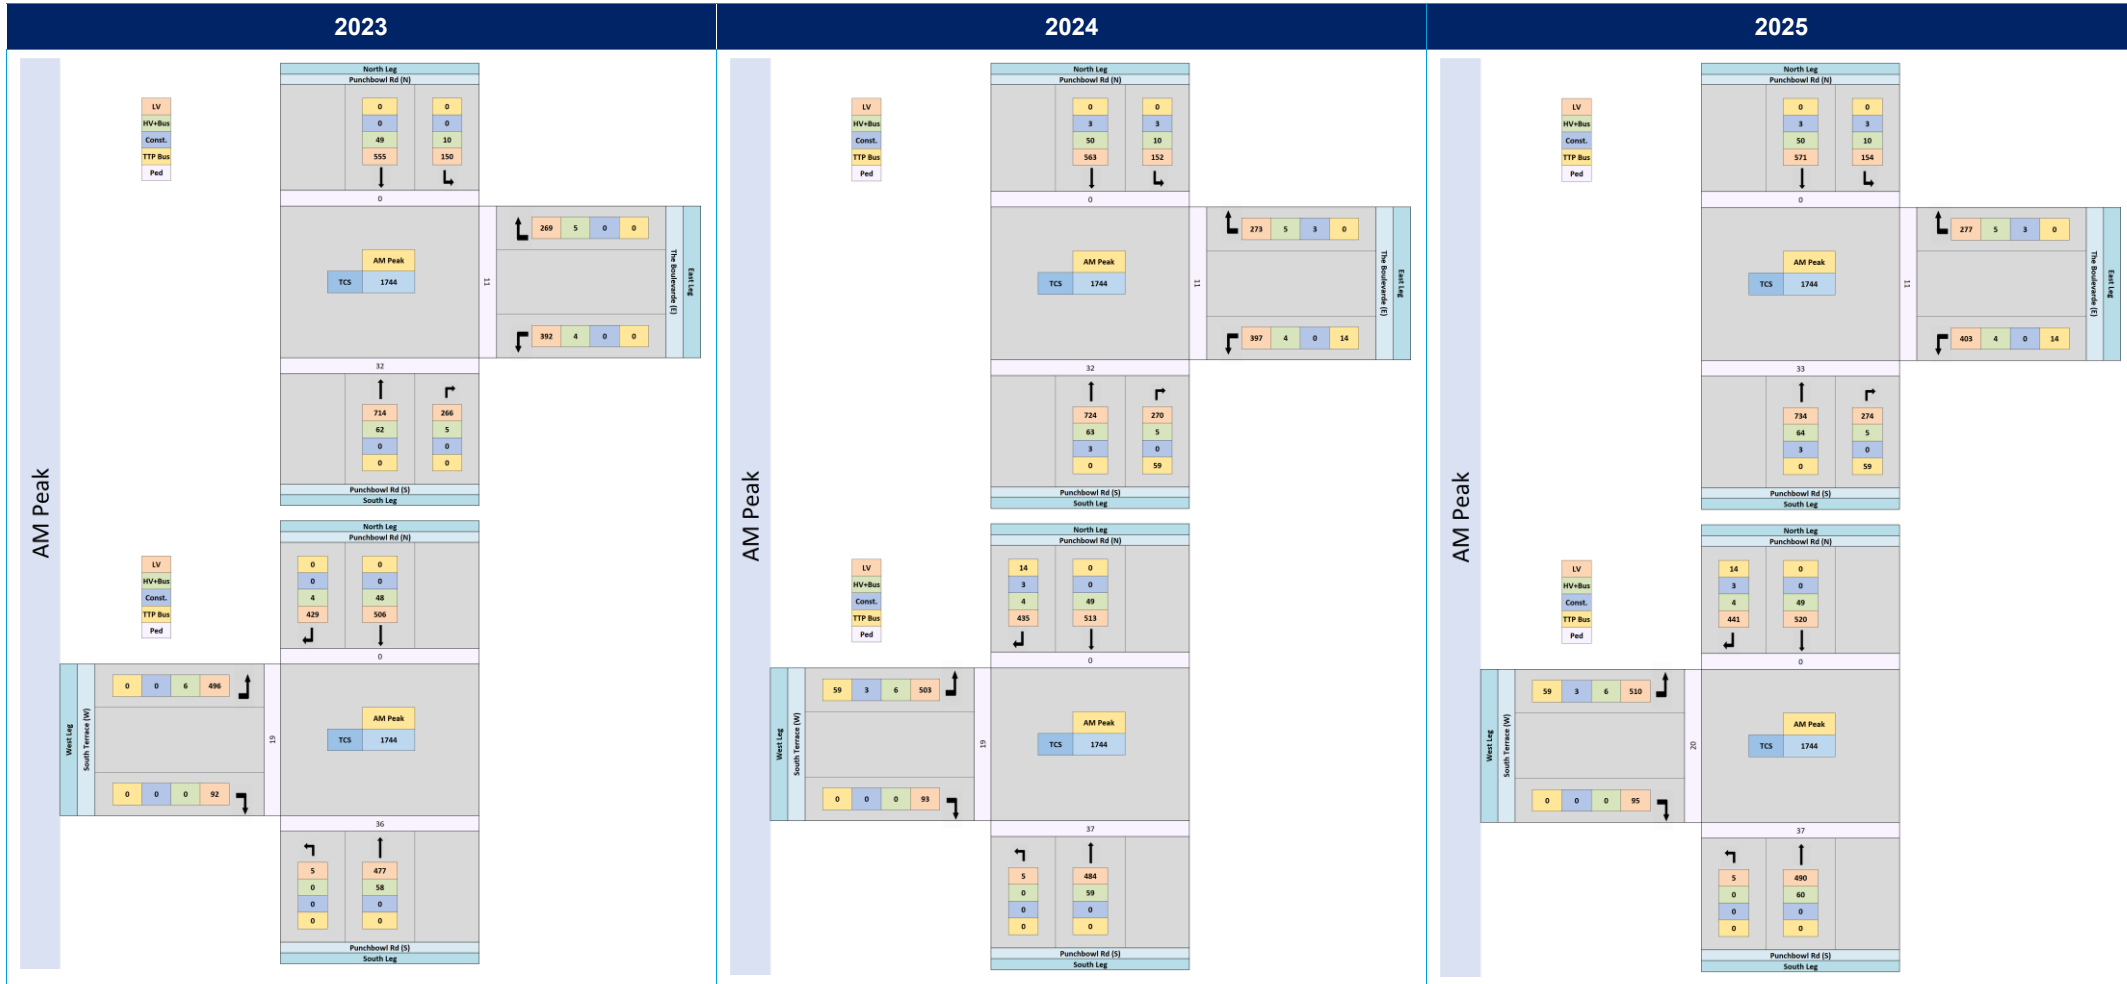 2023
2024
2025
AM Peak
North Leg
Punchbowl Rd (N)
LV
HV+Bus
Const.
TTP Bus
Ped
0 0
0 0
49 10
555 150
0
269 5 0 0
11
The Boulevarde (E)
East Leg
AM Peak
TCS 1744
392 4 0 0
32
714 266
62 5
0 0
0 0
Punchbowl Rd (S)
South Leg
North Leg
Punchbowl Rd (N)
LV
HV+Bus
Const.
TTP Bus
Ped
0 0
0 0
4 48
429 506
0
West Leg
South Terrace (W)
0 0 6 496
19
AM Peak
TCS 1744
0 0 0 92
36
5 477
0 58
0 0
0 0
Punchbowl Rd (S)
South Leg
AM Peak
North Leg
Punchbowl Rd (N)
LV
HV+Bus
Const.
TTP Bus
Ped
0 0
3 3
50 10
563 152
0
273 5 3 0
11
The Boulevarde (E)
East Leg
AM Peak
TCS 1744
397 4 0 14
32
724 270
63 5
3 0
0 59
Punchbowl Rd (S)
South Leg
North Leg
Punchbowl Rd (N)
LV
HV+Bus
Const.
TTP Bus
Ped
14 0
3 0
4 49
435 513
0
West Leg
South Terrace (W)
59 3 6 503
19
AM Peak
TCS 1744
0 0 0 93
37
5 484
0 59
0 0
0 0
Punchbowl Rd (S)
South Leg
AM Peak
North Leg
Punchbowl Rd (N)
LV
HV+Bus
Const.
TTP Bus
Ped
0 0
3 3
50 10
571 154
0
277 5 3 0
11
The Boulevarde (E)
East Leg
AM Peak
TCS 1744
403 4 0 14
33
734 274
64 5
3 0
0 59
Punchbowl Rd (S)
South Leg
North Leg
Punchbowl Rd (N)
LV
HV+Bus
Const.
TTP Bus
Ped
14 0
3 0
4 49
441 520
0
West Leg
South Terrace (W)
59 3 6 510
20
AM Peak
TCS 1744
0 0 0 95
37
5 490
0 60
0 0
0 0
Punchbowl Rd (S)
South Leg